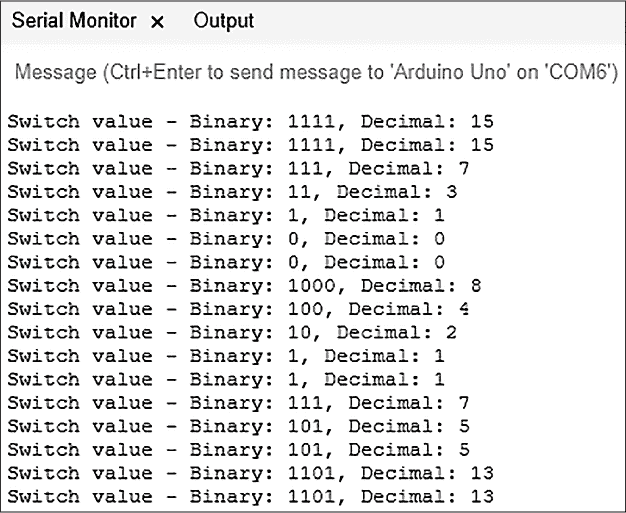 Serial Monitor × Output
Message (Ctrl+Enter to send message to 'Arduino Uno' on 'COM6')
Switch value - Binary: 1111, Decimal: 15
Switch value - Binary: 1111, Decimal: 15
Switch value - Binary: 111, Decimal: 7
Switch value - Binary: 11, Decimal: 3
Switch value - Binary: 1, Decimal: 1
Switch value - Binary: 0, Decimal: 0
Switch value - Binary: 0, Decimal: 0
Switch value - Binary: 1000, Decimal: 8
Switch value - Binary: 100, Decimal: 4
Switch value - Binary: 10, Decimal: 2
Switch value - Binary: 1, Decimal: 1
Switch value - Binary: 1, Decimal: 1
Switch value - Binary: 111, Decimal: 7
Switch value - Binary: 101, Decimal: 5
Switch value - Binary: 101, Decimal: 5
Switch value - Binary: 1101, Decimal: 13
Switch value - Binary: 1101, Decimal: 13